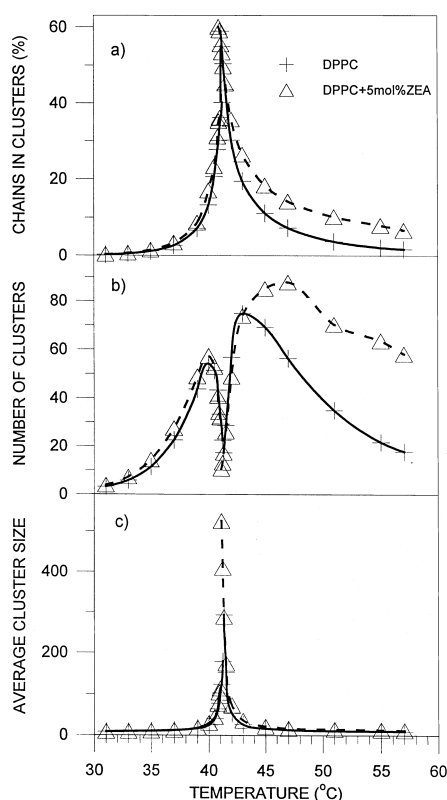 60
a)
DPPC
DPPC+5mol%ZEA
40
20
0
CHAINS IN CLUSTERS (%)
b)
80
60
40
20
0
NUMBER OF CLUSTERS
c)
400
200
0
AVERAGE CLUSTER SIZE
30 35 40 45 50 55 60
TEMPERATURE (°C)